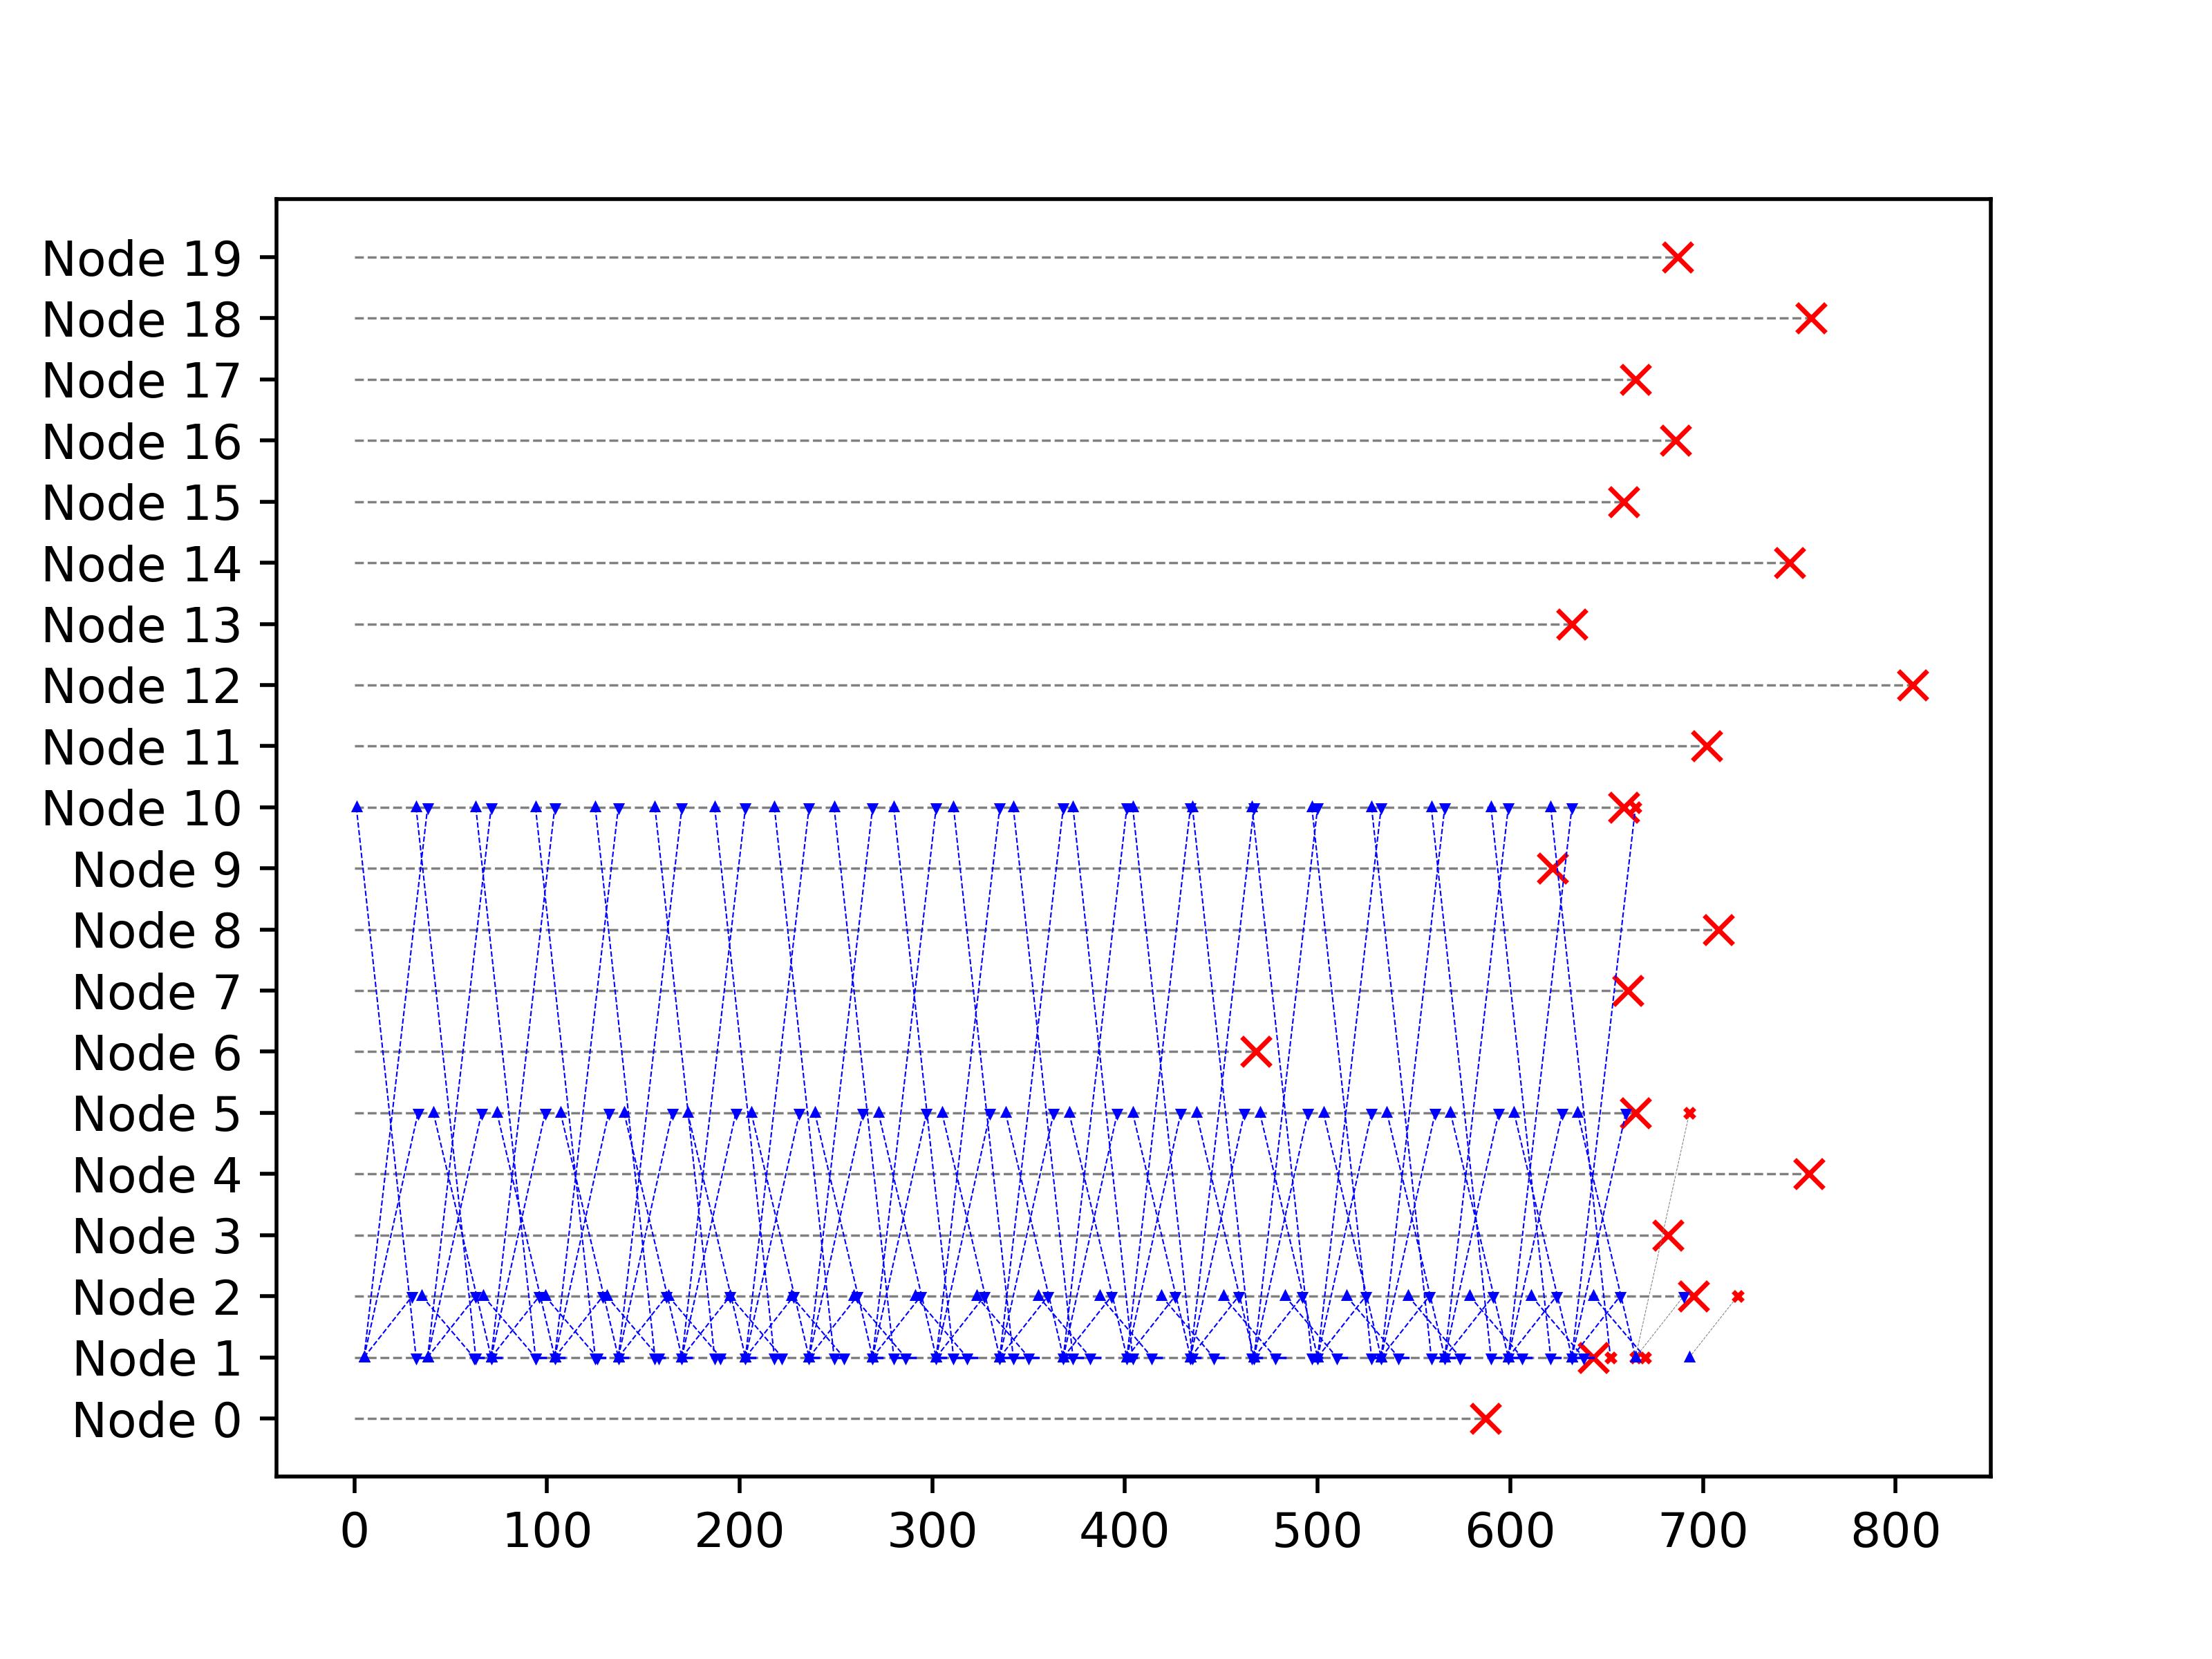 Node 19
Node 18
Node 17
Node 16
Node 15
Node 14
Node 13
Node 12
Node 11
Node 10
Node 9
Node 8
Node 7
Node 6
Node 5
Node 4
Node 3
Node 2
Node 1
Node 0
0 100 200 300 400 500 600 700 800